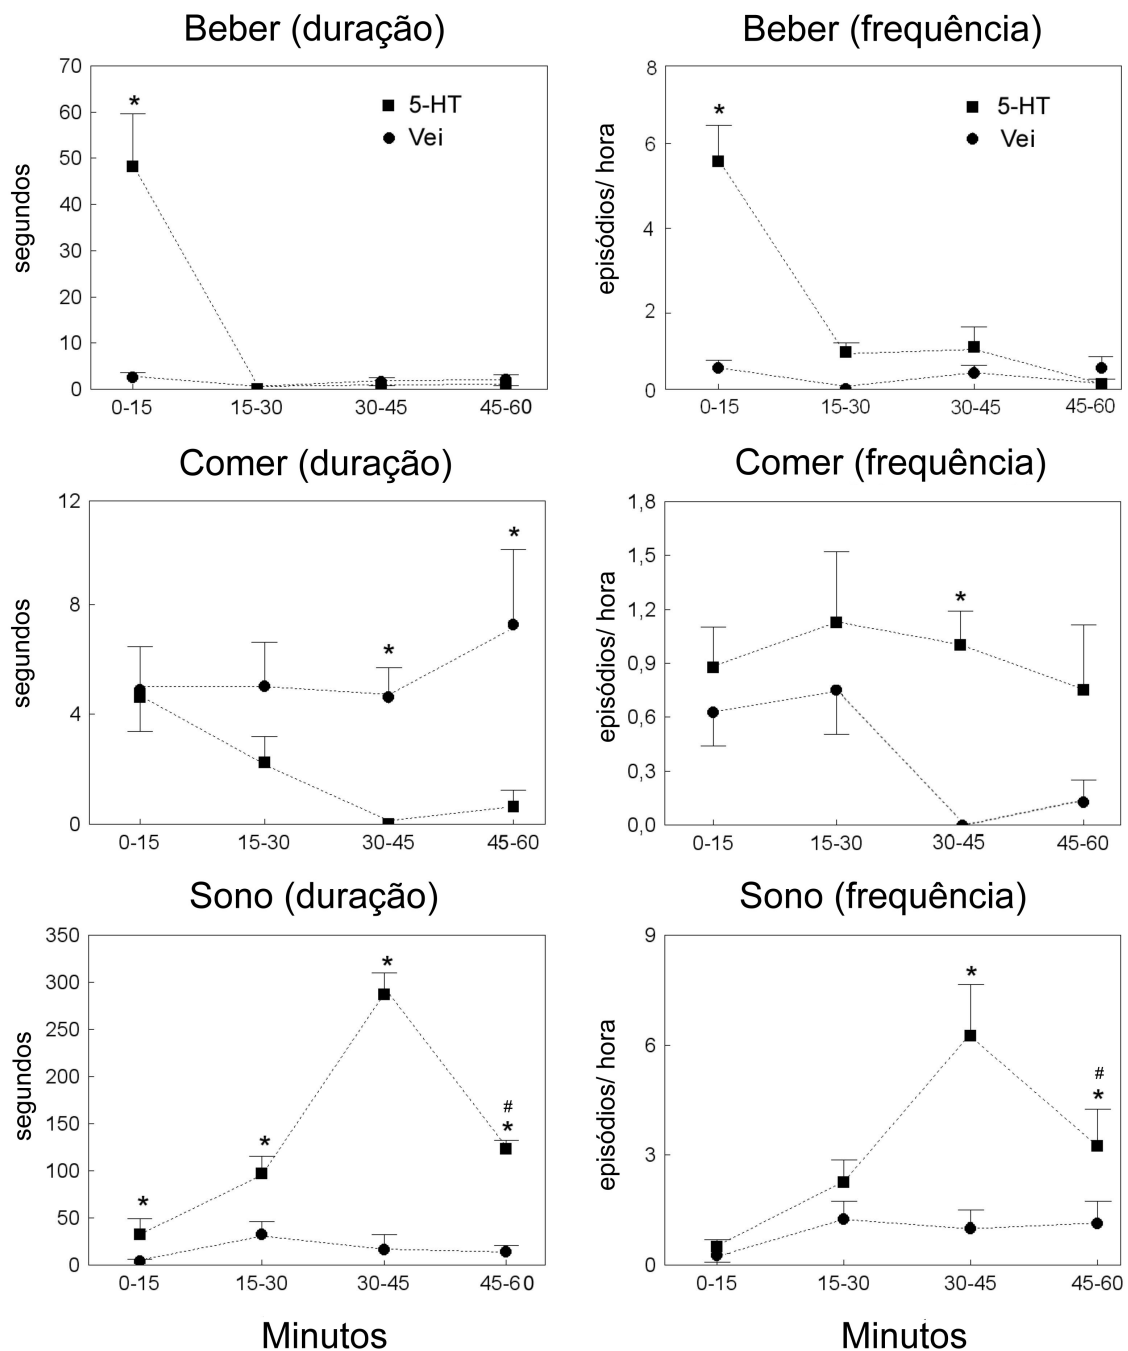 Beber (duração)
segundos
70
60
50
40
30
20
10
0
*
5-HT
Vei
0-15 15-30 30-45 45-60
Beber (frequência)
episódios/ hora
8
6
4
2
0
*
5-HT
Vei
0-15 15-30 30-45 45-60
Comer (duração)
segundos
12
8
4
0
*
*
0-15 15-30 30-45 45-60
Comer (frequência)
episódios/ hora
1,8
1,5
1,2
0,9
0,6
0,3
0,0
*
0-15 15-30 30-45 45-60
Sono (duração)
segundos
350
300
250
200
150
100
50
0
*
*
*
#
*
0-15 15-30 30-45 45-60
Minutos
Sono (frequência)
episódios/ hora
9
6
3
0
*
#
*
0-15 15-30 30-45 45-60
Minutos